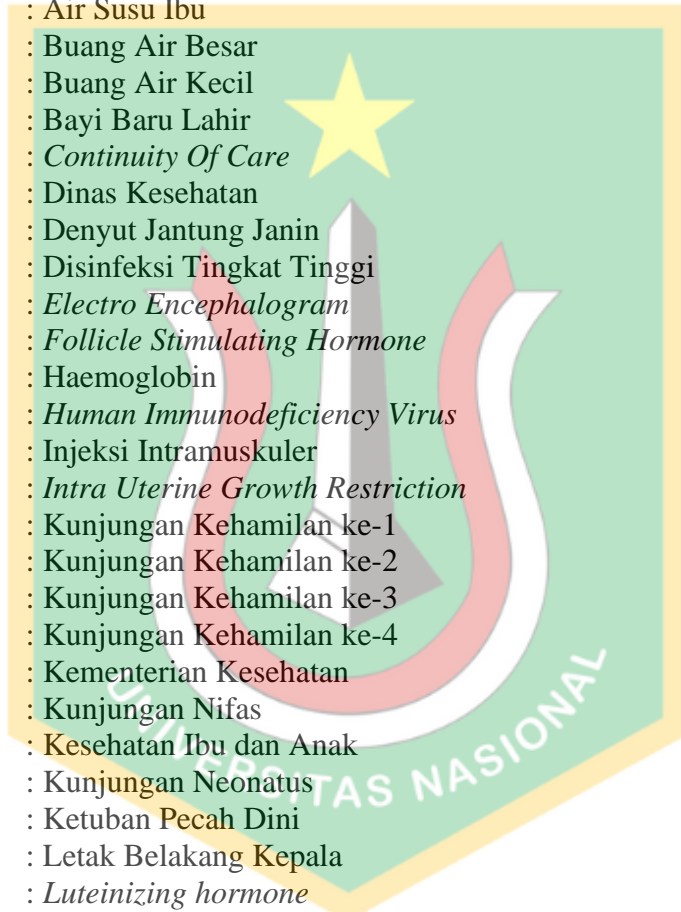 : Air Susu Ibu
: Buang Air Besar
: Buang Air Kecil
: Bayi Baru Lahir
: Continuity Of Care
: Dinas Kesehatan
: Denyut Jantung Janin
: Disinfeksi Tingkat Tinggi
: Electro Encephalogram
: Follicle Stimulating Hormone
: Haemoglobin
: Human Immunodeficiency Virus
: Injeksi Intramuskuler
: Intra Uterine Growth Restriction
: Kunjungan Kehamilan ke-1
: Kunjungan Kehamilan ke-2
: Kunjungan Kehamilan ke-3
: Kunjungan Kehamilan ke-4
: Kementerian Kesehatan
: Kunjungan Nifas
: Kesehatan Ibu dan Anak
: Kunjungan Neonatus
: Ketuban Pecah Dini
: Letak Belakang Kepala
: Luteinizing hormone
UNIVERSITAS NASIONAL